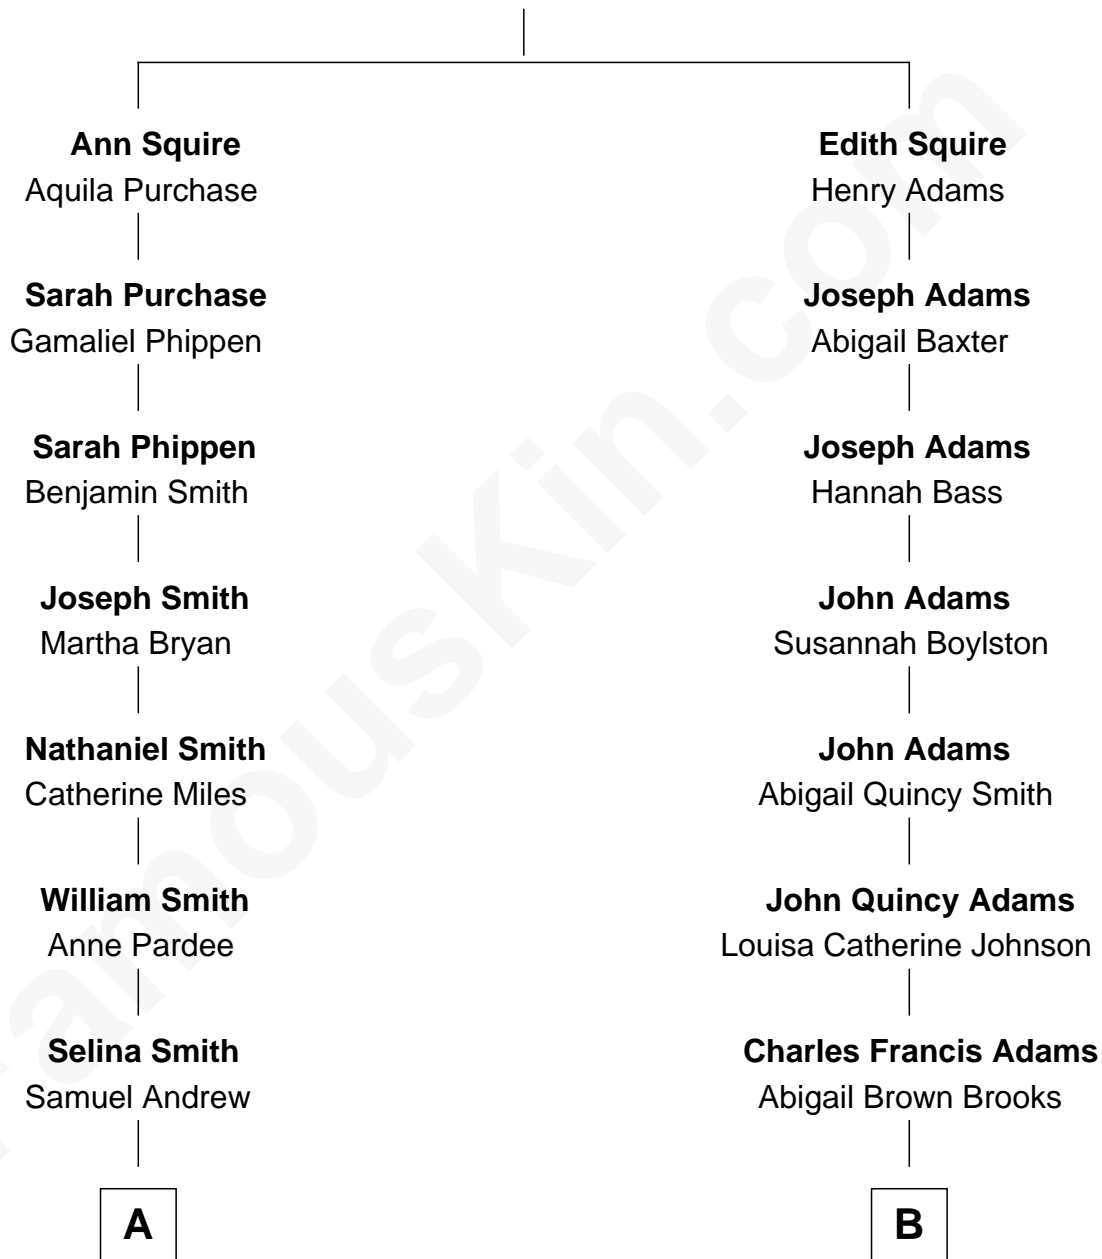 Ann Squire
Aquila Purchase
Sarah Purchase
Gamaliel Phippen
Sarah Phippen
Benjamin Smith
Joseph Smith
Martha Bryan
Nathaniel Smith
Catherine Miles
William Smith
Anne Pardee
Selina Smith
Samuel Andrew
A
Edith Squire
Henry Adams
Joseph Adams
Abigail Baxter
Joseph Adams
Hannah Bass
John Adams
Susannah Boylston
John Adams
Abigail Quincy Smith
John Quincy Adams
Louisa Catherine Johnson
Charles Francis Adams
Abigail Brown Brooks
B
FamousKin.com